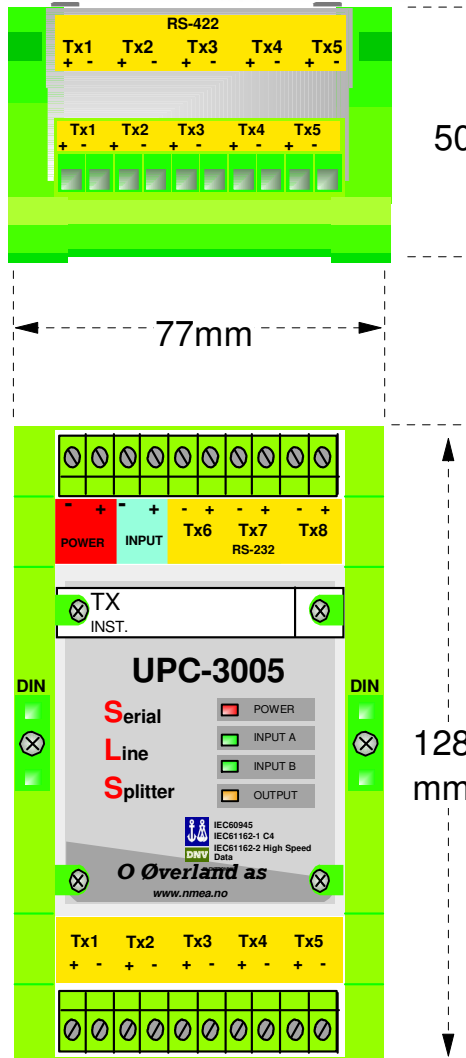 RS-422
Tx1 Tx2 Tx3 Tx4 Tx5
+ - + - + - + - + -
Tx1 Tx2 Tx3 Tx4 Tx5
+ - + - + - + - + -
50
77mm
- + - + - + - + - +
POWER INPUT Tx6 Tx7 Tx8
RS-232
TX
INST.
UPC-3005
DIN DIN
Serial POWER
Line INPUT A
INPUT B
Splitter OUTPUT
128
mm
IEC60945
IEC61162-1 C4
IEC61162-2 High Speed
DNV Data
O Øverland as
www.nmea.no
Tx1 Tx2 Tx3 Tx4 Tx5
+ - + - + - + - + -